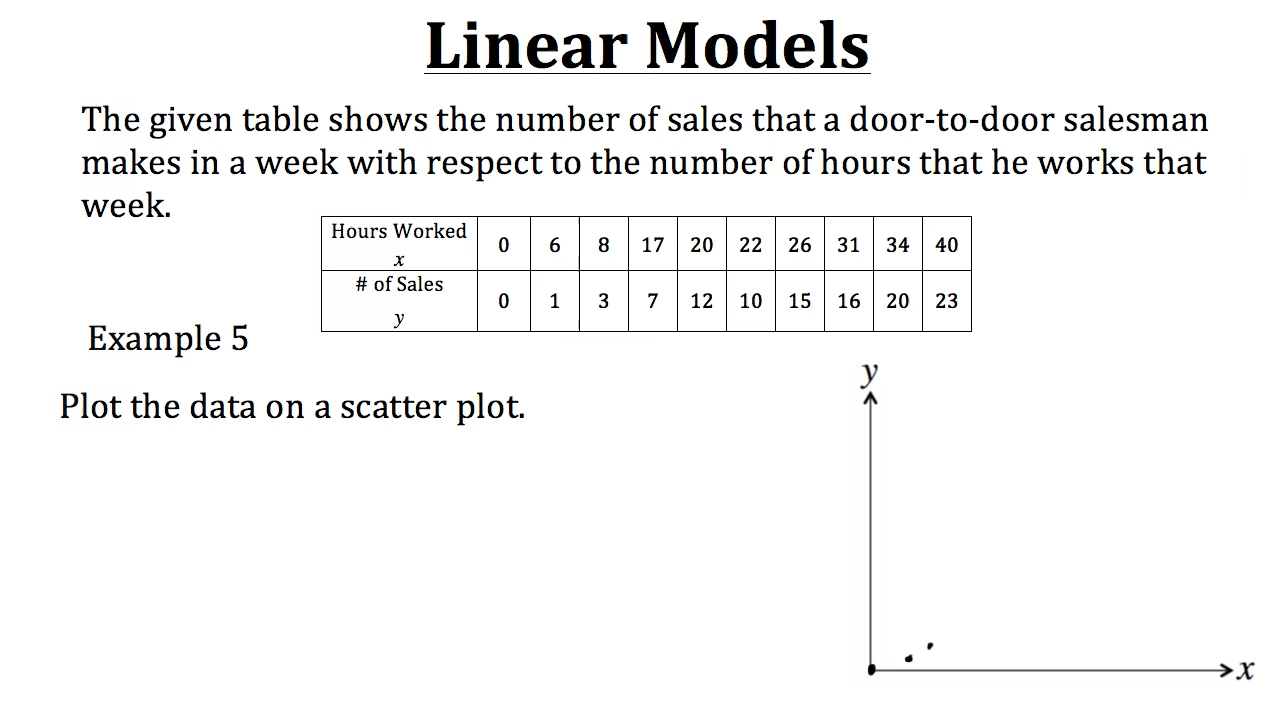 Linear Models
The given table shows the number of sales that a door-to-door salesman
makes in a week with respect to the number of hours that he works that
week.
Hours Worked
x 0 6 8 17 20 22 26 31 34 40
# of Sales
y 0 1 3 7 12 10 15 16 20 23
Example 5
Plot the data on a scatter plot.
y
x